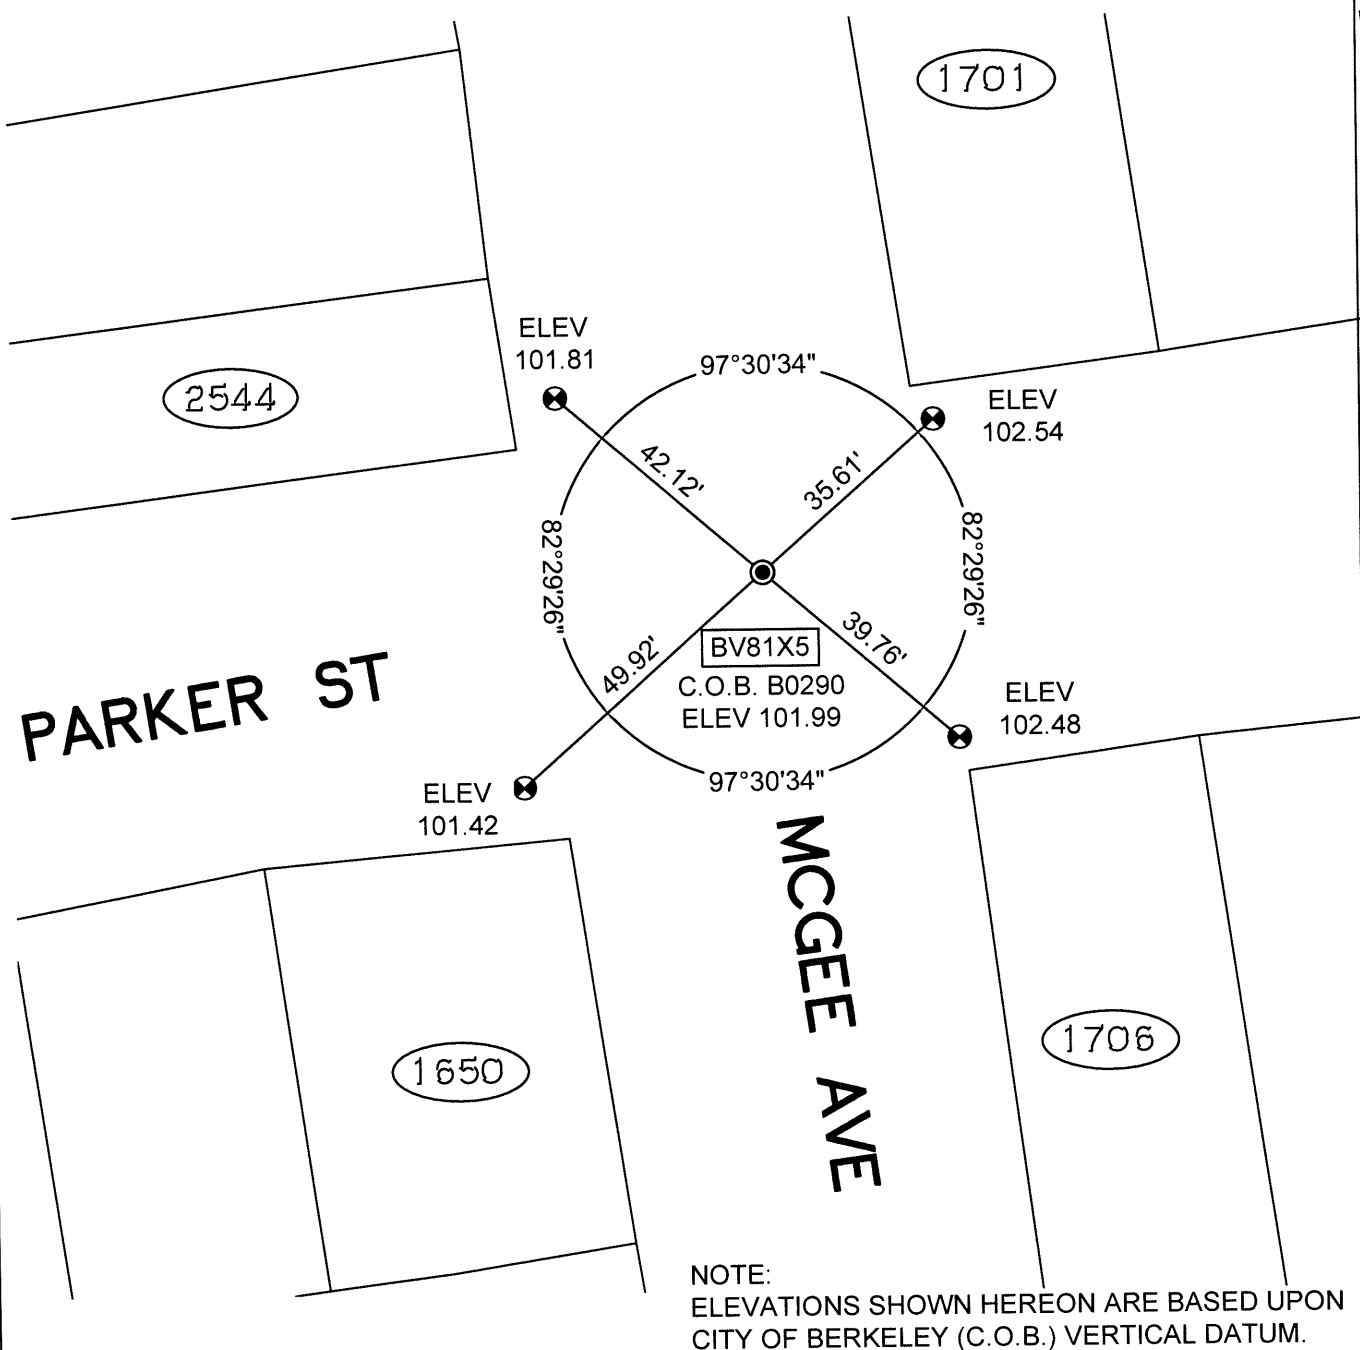 1701
ELEV
101.81
97°30'34"
2544
ELEV
102.54
42.12'
35.61'
82°29'26"
82°29'26"
49.92'
39.76'
BV81X5
C.O.B. B0290
ELEV 101.99
PARKER ST
ELEV
102.48
97°30'34"
ELEV
101.42
MCGEE AVE
1650
1706
NOTE:
ELEVATIONS SHOWN HEREON ARE BASED UPON
CITY OF BERKELEY (C.O.B.) VERTICAL DATUM.